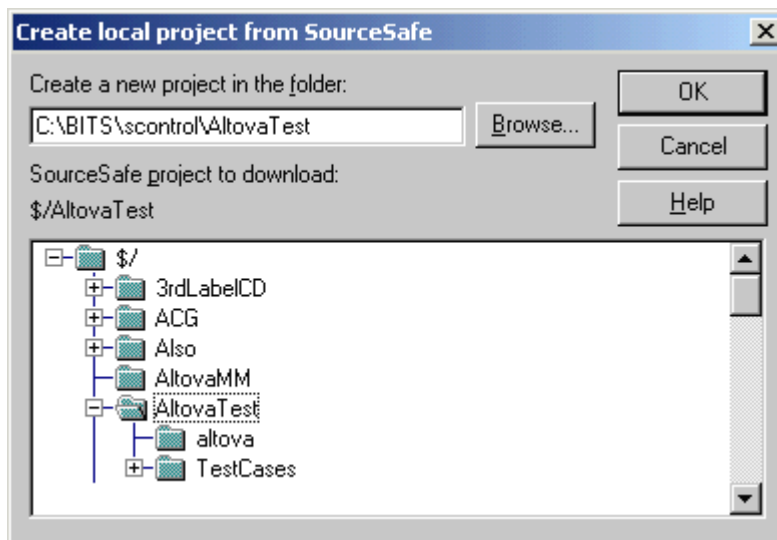 Create local project from SourceSafe
Create a new project in the folder:
C:\BITS\scontrol\AltovaTest
Browse...
OK
Cancel
SourceSafe project to download:
$/AltovaTest
Help
$/
3rdLabelCD
ACG
Also
AltovaMM
AltovaTest
altova
TestCases